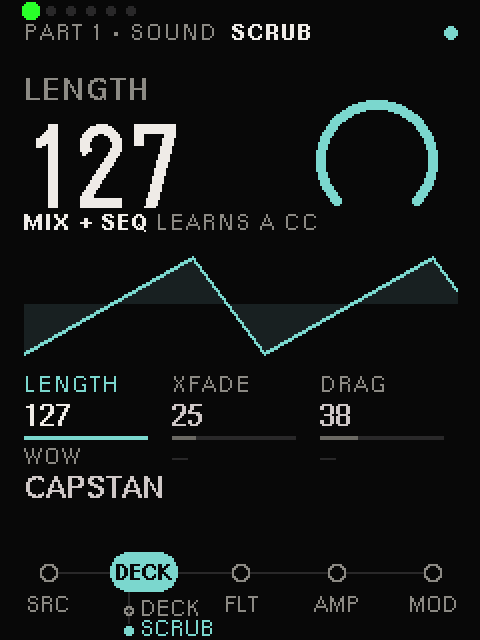 PART 1 · SOUND SCRUB
LENGTH
127
MIX + SEQ LEARNS A CC
LENGTH XFADE DRAG
127 25 38
WOW — —
CAPSTAN
DECK
SRC DECK FLT AMP MOD
SCRUB